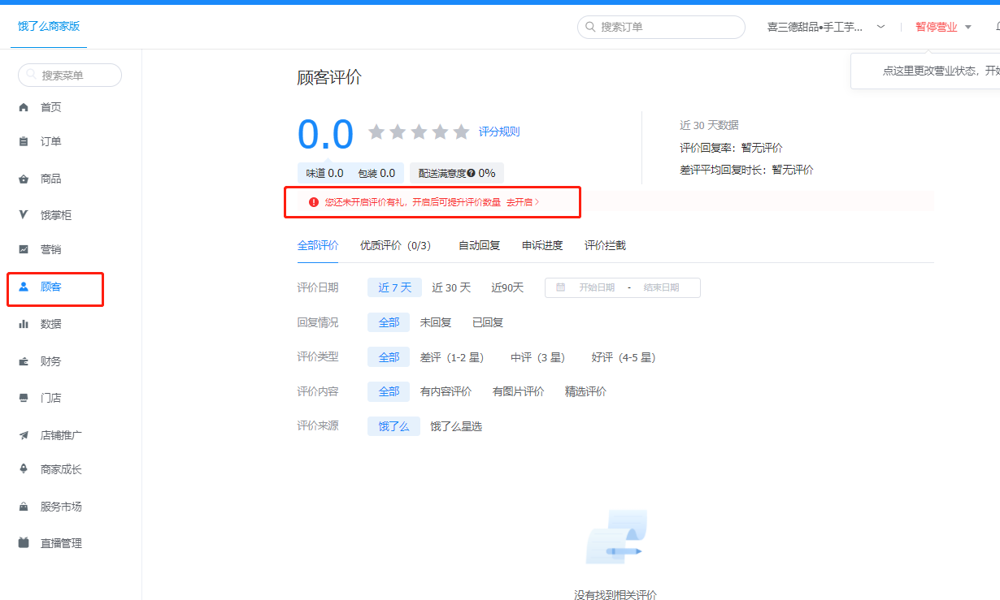 饿了么商家版
搜索订单
喜三德甜品•手工芋...
暂停营业
点这里更改营业状态，开始
搜索菜单
首页
订单
商品
饿掌柜
营销
顾客
数据
财务
门店
店铺推广
商家成长
服务市场
直播管理
顾客评价
0.0 评分规则
味道 0.0 包装 0.0 配送满意度 0%
近 30 天数据
评价回复率：暂无评价
差评平均回复时长：暂无评价
您还未开启评价有礼，开启后可提升评价数量 去开启 >
全部评价 优质评价（0/3） 自动回复 申诉进度 评价拦截
评价日期 近 7 天 近 30 天 近90天 开始日期 - 结束日期
回复情况 全部 未回复 已回复
评价类型 全部 差评（1-2 星） 中评（3 星） 好评（4-5 星）
评价内容 全部 有内容评价 有图片评价 精选评价
评价来源 饿了么 饿了么星选
没有找到相关评价